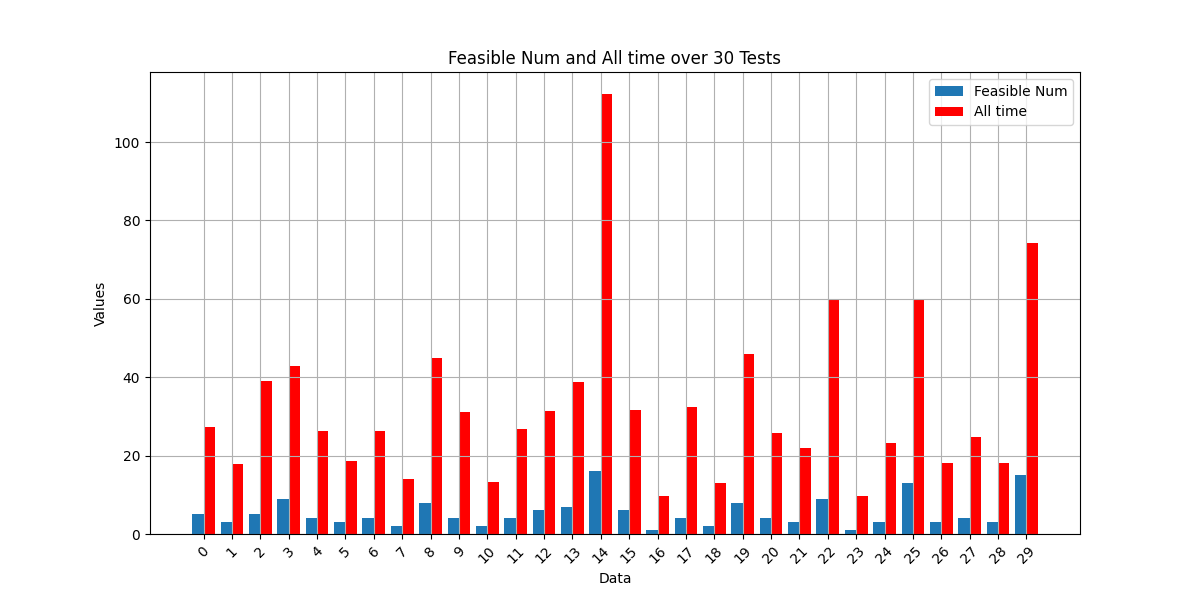 Feasible Num and All time over 30 Tests
Feasible Num
All time
100
80
60
40
20
0
Values
0 1 2 3 4 5 6 7 8 9 10 11 12 13 14 15 16 17 18 19 20 21 22 23 24 25 26 27 28 29
Data